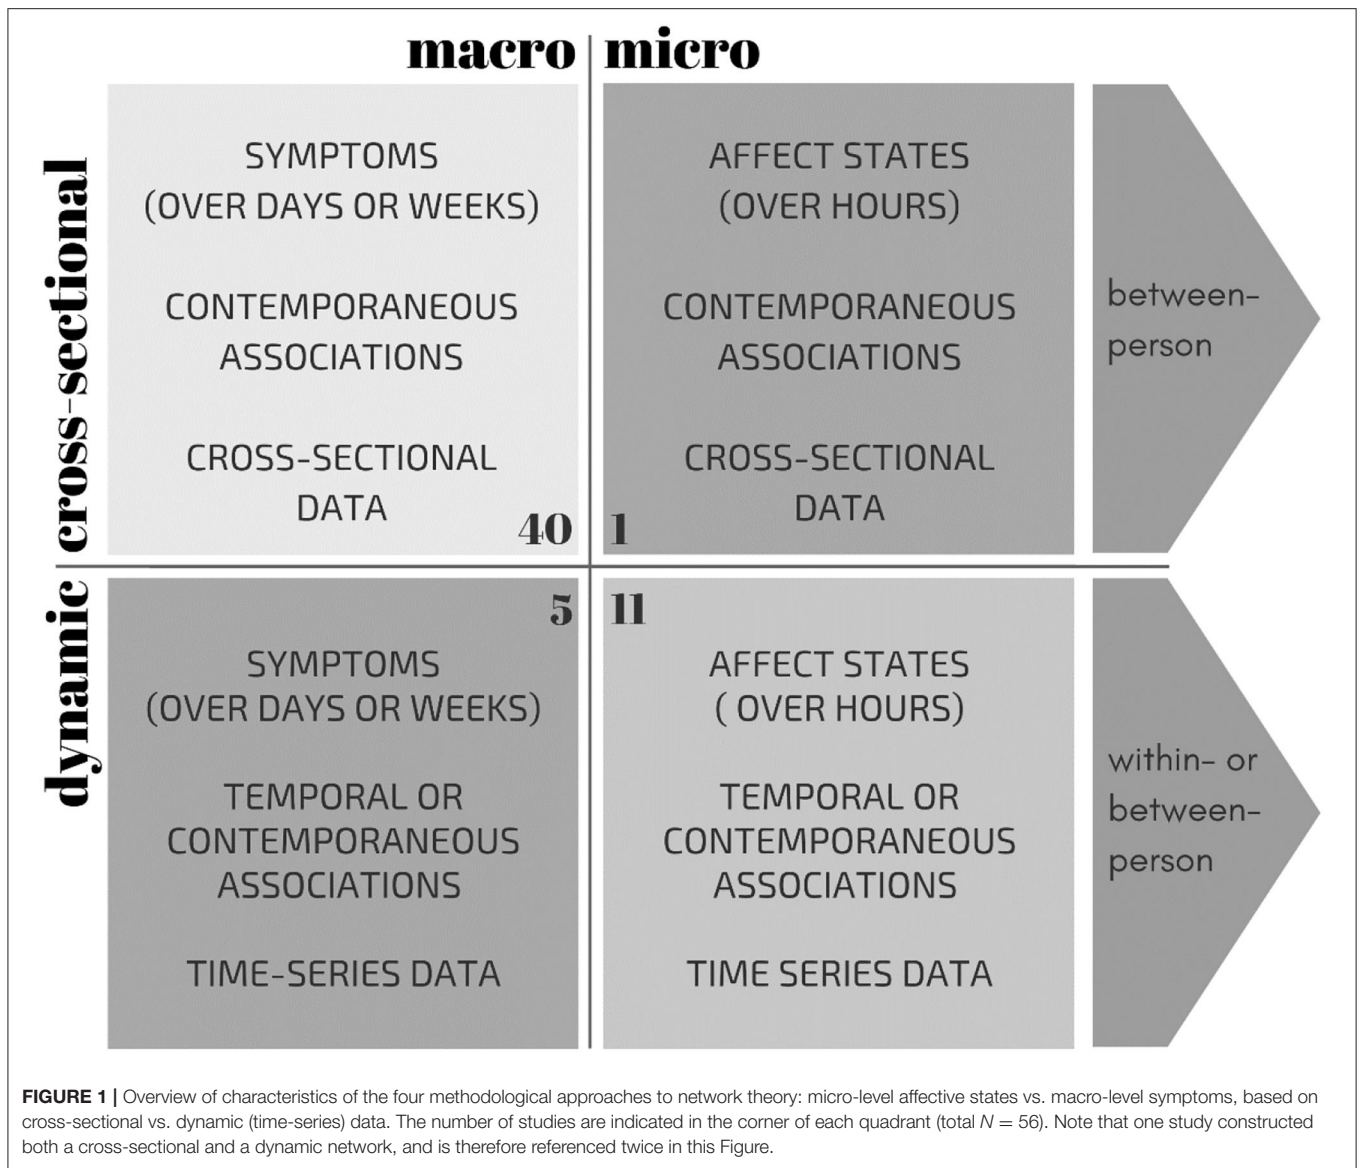 macro
micro
cross-sectional
SYMPTOMS
(OVER DAYS OR WEEKS)
CONTEMPORANEOUS
ASSOCIATIONS
CROSS-SECTIONAL
DATA
40
AFFECT STATES
(OVER HOURS)
CONTEMPORANEOUS
ASSOCIATIONS
CROSS-SECTIONAL
DATA
1
between-
person
dynamic
5
SYMPTOMS
(OVER DAYS OR WEEKS)
TEMPORAL OR
CONTEMPORANEOUS
ASSOCIATIONS
TIME-SERIES DATA
11
AFFECT STATES
( OVER HOURS)
TEMPORAL OR
CONTEMPORANEOUS
ASSOCIATIONS
TIME SERIES DATA
within- or
between-
person
FIGURE 1 | Overview of characteristics of the four methodological approaches to network theory: micro-level affective states vs. macro-level symptoms, based on
cross-sectional vs. dynamic (time-series) data. The number of studies are indicated in the corner of each quadrant (total N = 56). Note that one study constructed
both a cross-sectional and a dynamic network, and is therefore referenced twice in this Figure.